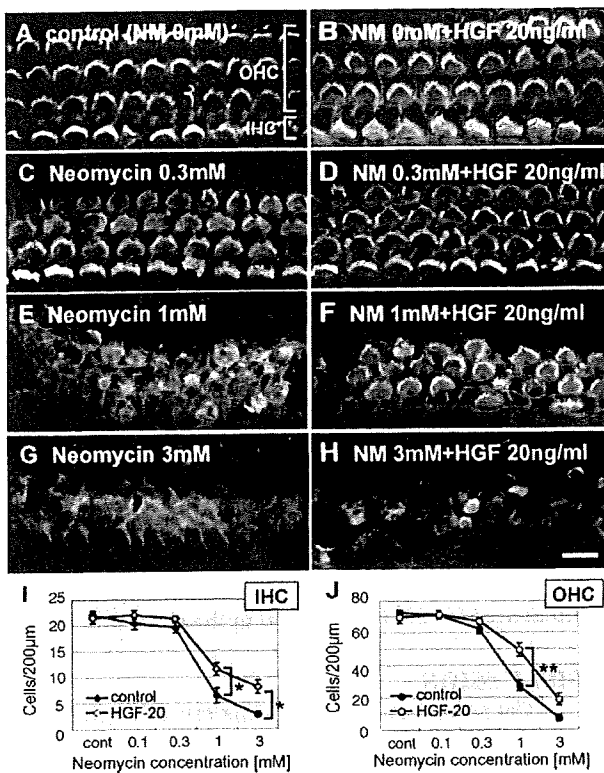 A control (NM 0mM)
OHC
IHC
B NM 0mM+HGF 20ng/ml
C Neomycin 0.3mM
D NM 0.3mM+HGF 20ng/ml
E Neomycin 1mM
F NM 1mM+HGF 20ng/ml
G Neomycin 3mM
H NM 3mM+HGF 20ng/ml
I
IHC
Cells/200μm
25
20
15
10
5
0
control
HGF-20
*
*
cont 0.1 0.3 1 3
Neomycin concentration [mM]
J
OHC
Cells/200μm
80
60
40
20
0
control
HGF-20
**
cont 0.1 0.3 1 3
Neomycin concentration [mM]